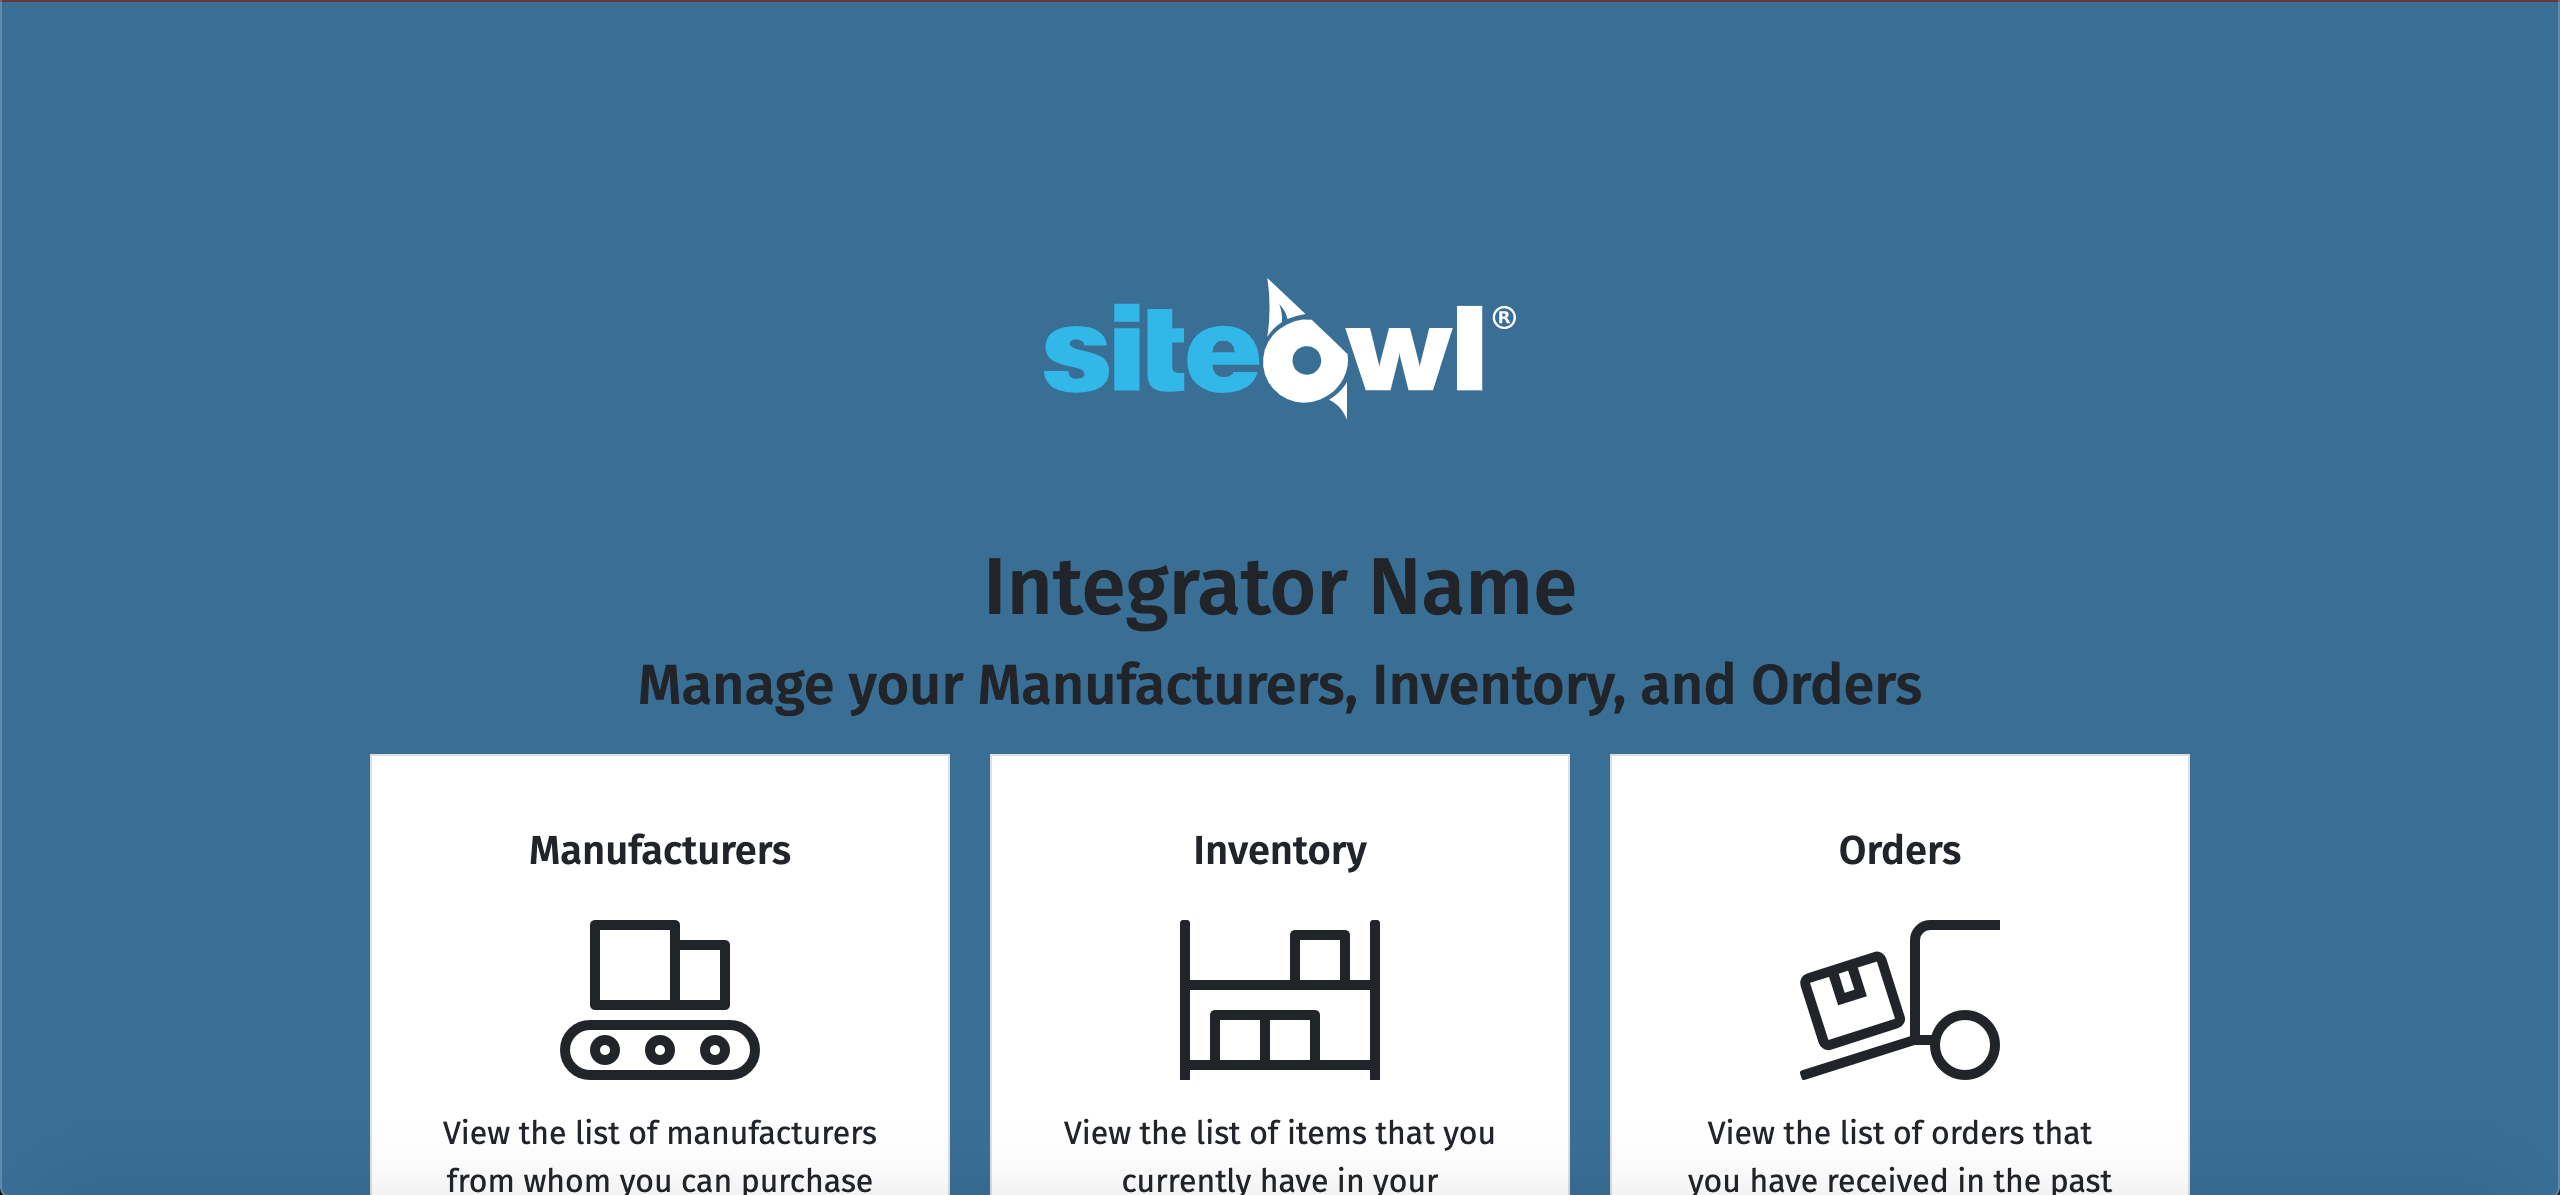 siteowl®
Integrator Name
Manage your Manufacturers, Inventory, and Orders
Manufacturers
View the list of manufacturers
from whom you can purchase
Inventory
View the list of items that you
currently have in your
Orders
View the list of orders that
you have received in the past